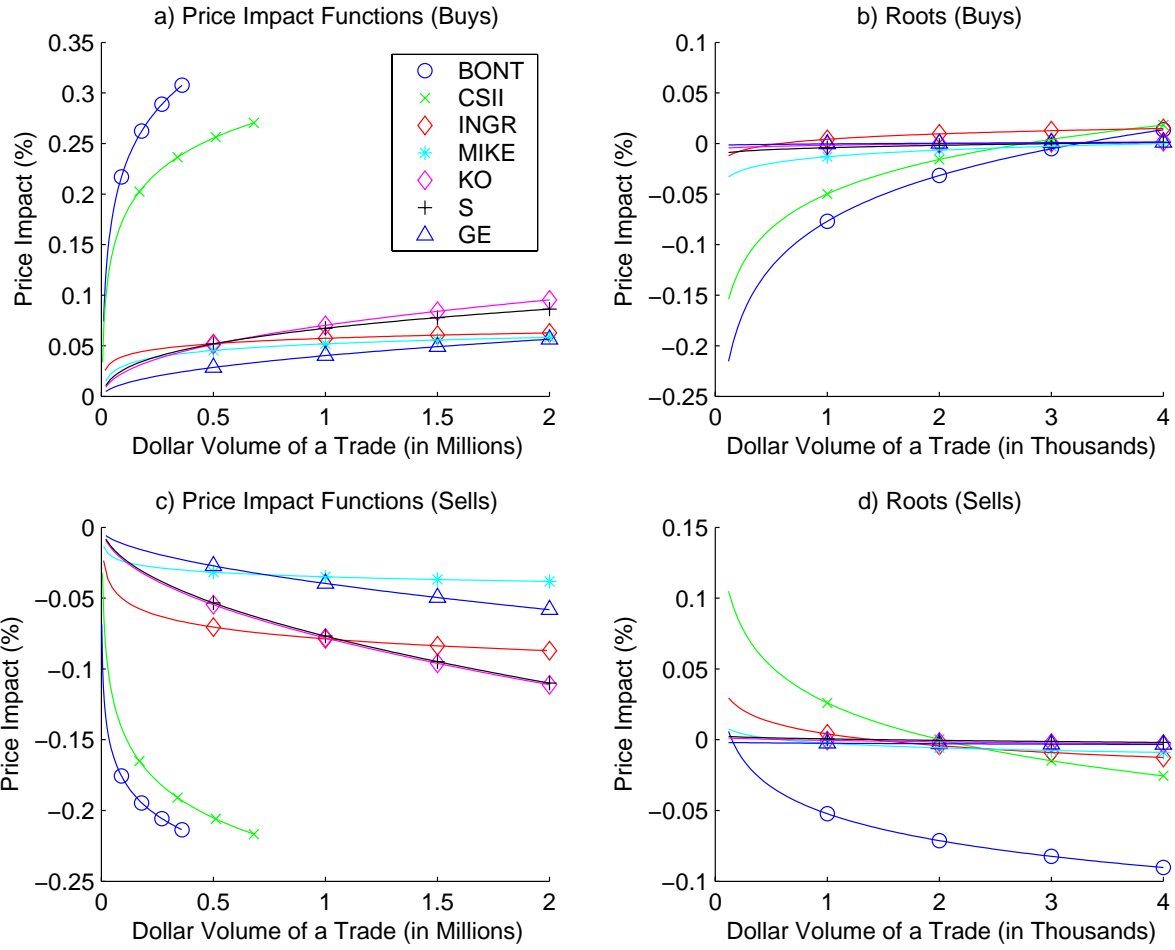 a) Price Impact Functions (Buys)
0.35
0.3
0.25
0.2
0.15
0.1
0.05
0
0
0.5
1
1.5
2
Price Impact (%)
Dollar Volume of a Trade (in Millions)
BONT
CSII
INGR
MIKE
KO
S
GE
b) Roots (Buys)
0.1
0.05
0
−0.05
−0.1
−0.15
−0.2
−0.25
0
1
2
3
4
Price Impact (%)
Dollar Volume of a Trade (in Thousands)
c) Price Impact Functions (Sells)
0
−0.05
−0.1
−0.15
−0.2
−0.25
0
0.5
1
1.5
2
Price Impact (%)
Dollar Volume of a Trade (in Millions)
d) Roots (Sells)
0.15
0.1
0.05
0
−0.05
−0.1
0
1
2
3
4
Price Impact (%)
Dollar Volume of a Trade (in Thousands)